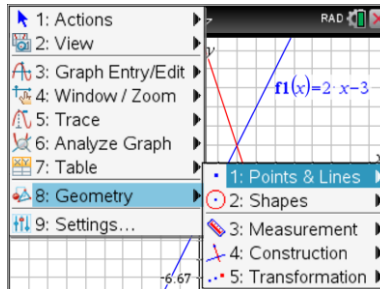 1: Actions
2: View
3: Graph Entry/Edit
4: Window / Zoom
5: Trace
6: Analyze Graph
7: Table
8: Geometry
9: Settings...
RAD
y
f1(x)=2·x-3
1: Points & Lines
2: Shapes
3: Measurement
4: Construction
5: Transformation
-6.67